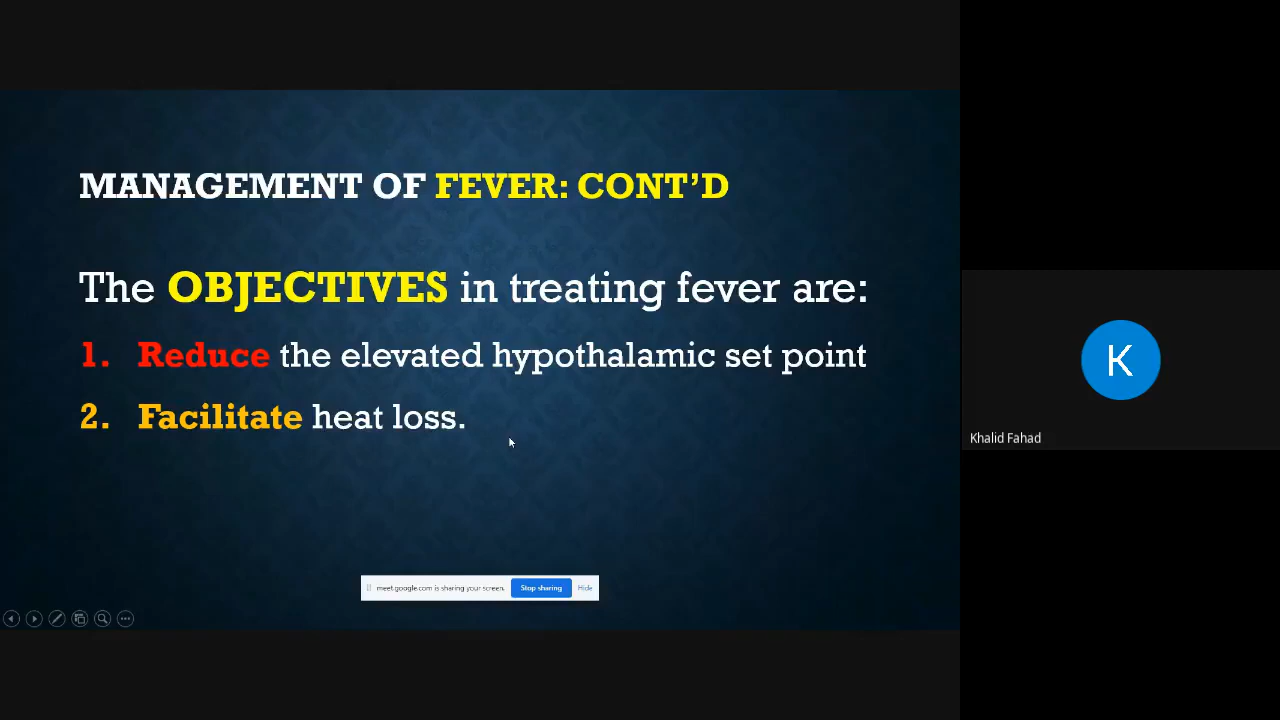 MANAGEMENT OF FEVER: CONT’D
The OBJECTIVES in treating fever are:
1. Reduce the elevated hypothalamic set point
2. Facilitate heat loss.
K
Khalid Fahad
meet.google.com is sharing your screen. Stop sharing Hide